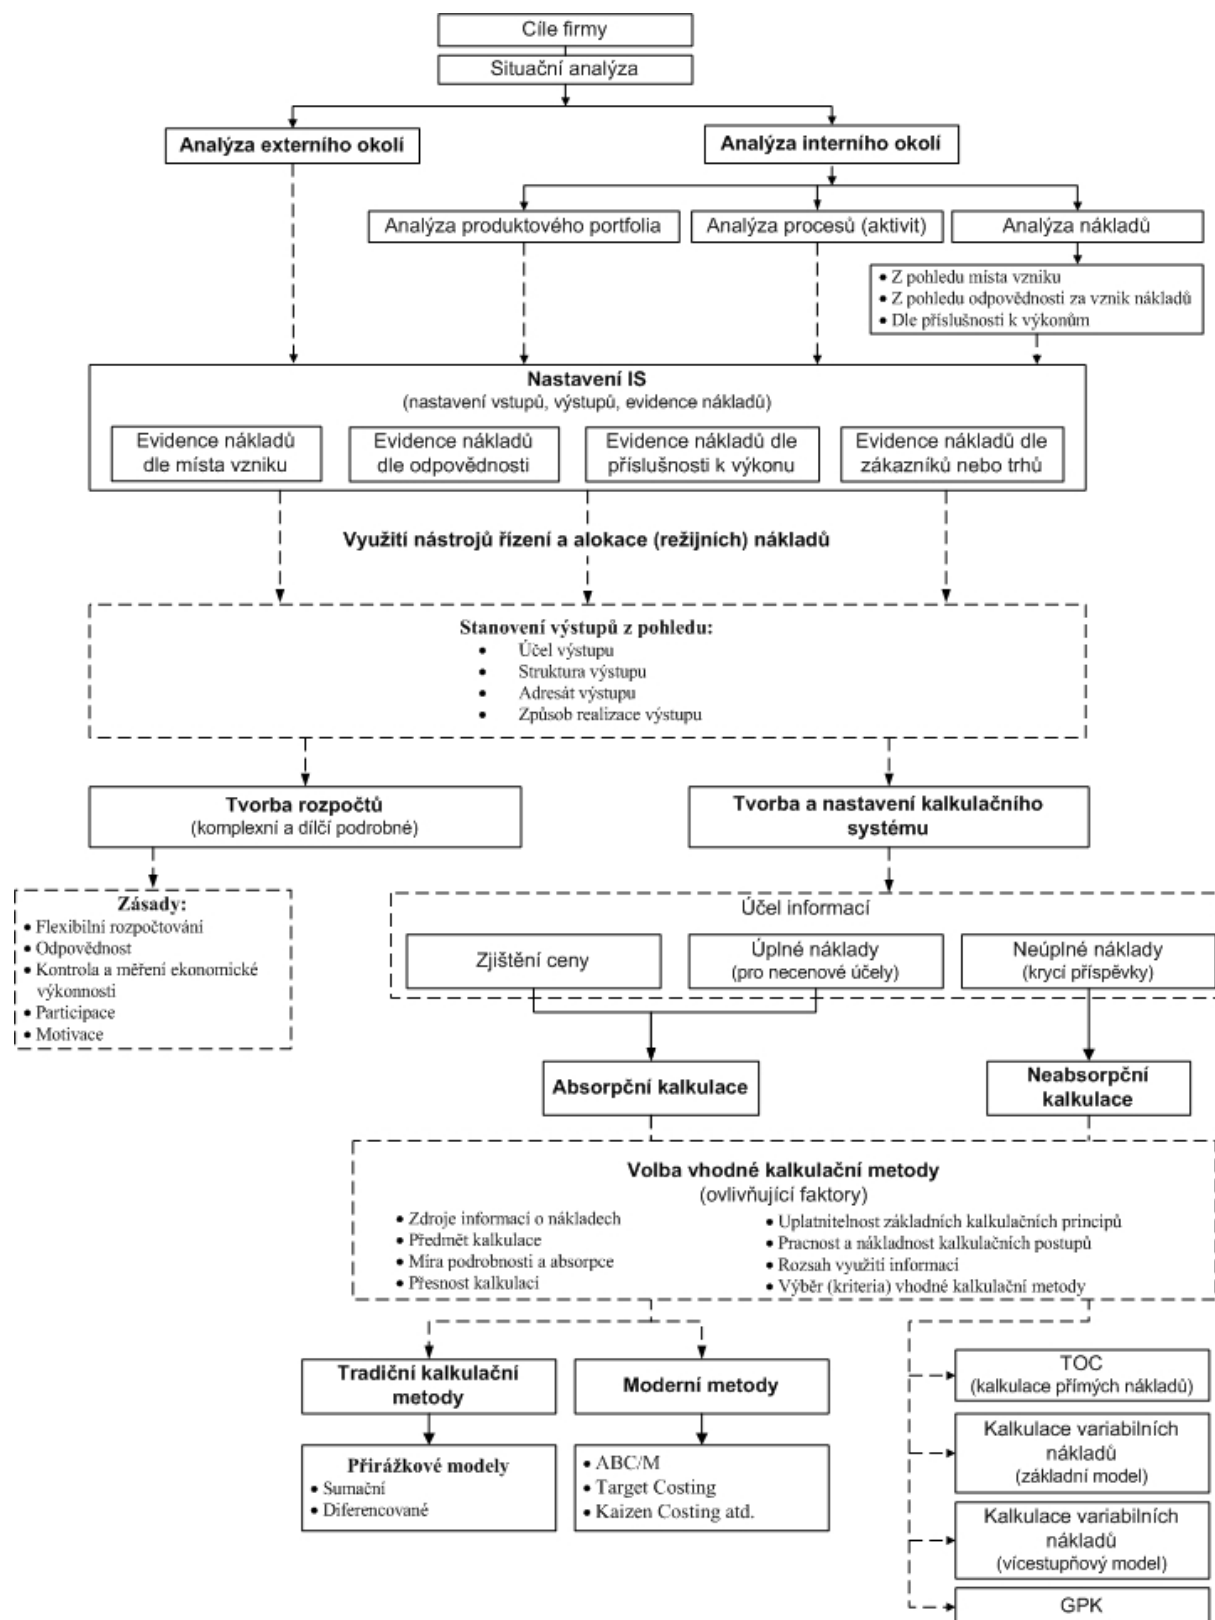 Cíle firmy
Situační analýza
Analýza externího okolí
Analýza interního okolí
Analýza produktového portfolia
Analýza procesů (aktivit)
Analýza nákladů
• Z pohledu místa vzniku
• Z pohledu odpovědnosti za vznik nákladů
• Dle příslušnosti k výkonům
Nastavení IS
(nastavení vstupů, výstupů, evidence nákladů)
Evidence nákladů
dle místa vzniku
Evidence nákladů
dle odpovědnosti
Evidence nákladů dle
příslušnosti k výkonu
Evidence nákladů dle
zákazníků nebo trhů
Využití nástrojů řízení a alokace (režijních) nákladů
Stanovení výstupů z pohledu:
• Účel výstupu
• Struktura výstupu
• Adresát výstupu
• Způsob realizace výstupu
Tvorba rozpočtů
(komplexní a dílčí podrobné)
Tvorba a nastavení kalkulačního
systému
Zásady:
• Flexibilní rozpočtování
• Odpovědnost
• Kontrola a měření ekonomické
výkonnosti
• Participace
• Motivace
Účel informací
Zjištění ceny
Úplné náklady
(pro necenové účely)
Neúplné náklady
(krycí příspěvky)
Absorpční kalkulace
Neabsorpční
kalkulace
Volba vhodné kalkulační metody
(ovlivňující faktory)
• Zdroje informací o nákladech
• Předmět kalkulace
• Míra podrobnosti a absorpce
• Přesnost kalkulací
• Uplatnitelnost základních kalkulačních principů
• Pracnost a nákladnost kalkulačních postupů
• Rozsah využití informací
• Výběr (kriteria) vhodné kalkulační metody
Tradiční kalkulační
metody
Moderní metody
Přirážkové modely
• Sumační
• Diferencované
• ABC/M
• Target Costing
• Kaizen Costing atd.
TOC
(kalkulace přímých nákladů)
Kalkulace variabilních
nákladů
(základní model)
Kalkulace variabilních
nákladů
(vícestupňový model)
GPK